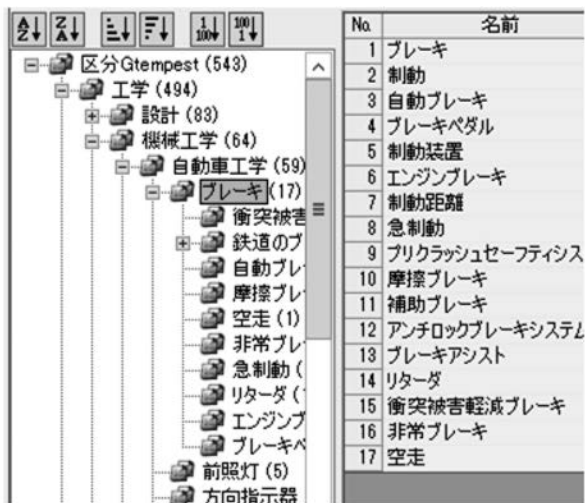 A Z
Z A
1 100
100 1
区分Gtempest (543)
工学 (494)
設計 (83)
機械工学 (64)
自動車工学 (59)
ブレーキ (17)
衝突被害
鉄道のブ
自動ブレ
摩擦ブレ
空走 (1)
非常ブレ
急制動 (
リターダ (
エンジンブ
ブレーキペ
前照灯 (5)
方向指示器
No. 名前
1 ブレーキ
2 制動
3 自動ブレーキ
4 ブレーキペダル
5 制動装置
6 エンジンブレーキ
7 制動距離
8 急制動
9 プリクラッシュセーフティシス
10 摩擦ブレーキ
11 補助ブレーキ
12 アンチロックブレーキシステム
13 ブレーキアシスト
14 リターダ
15 衝突被害軽減ブレーキ
16 非常ブレーキ
17 空走